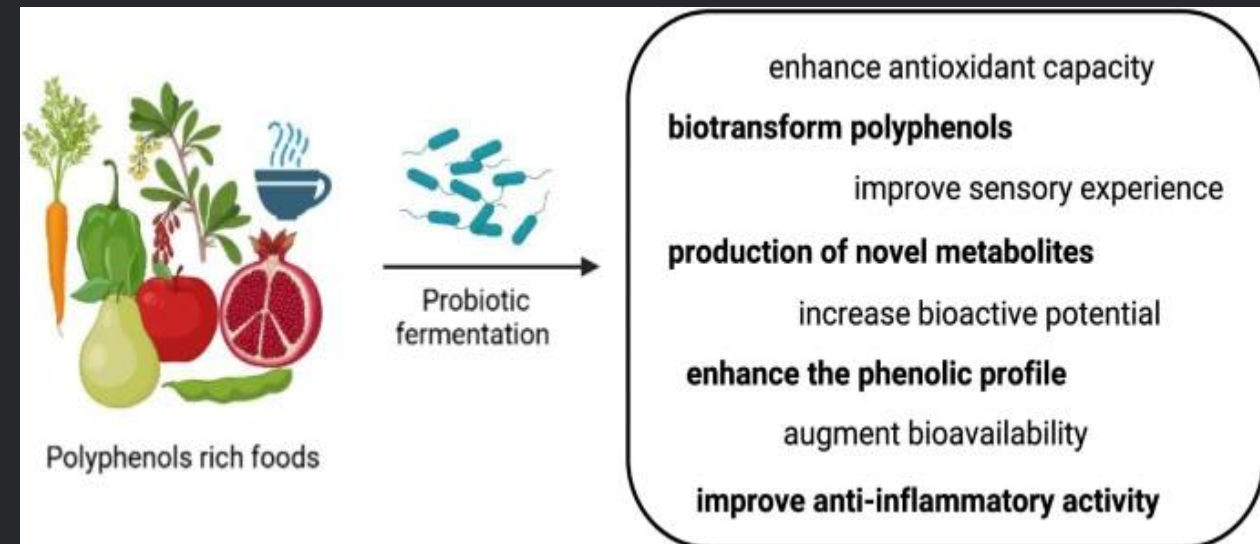 Polyphenols rich foods
Probiotic
fermentation
enhance antioxidant capacity
biotransform polyphenols
improve sensory experience
production of novel metabolites
increase bioactive potential
enhance the phenolic profile
augment bioavailability
improve anti-inflammatory activity